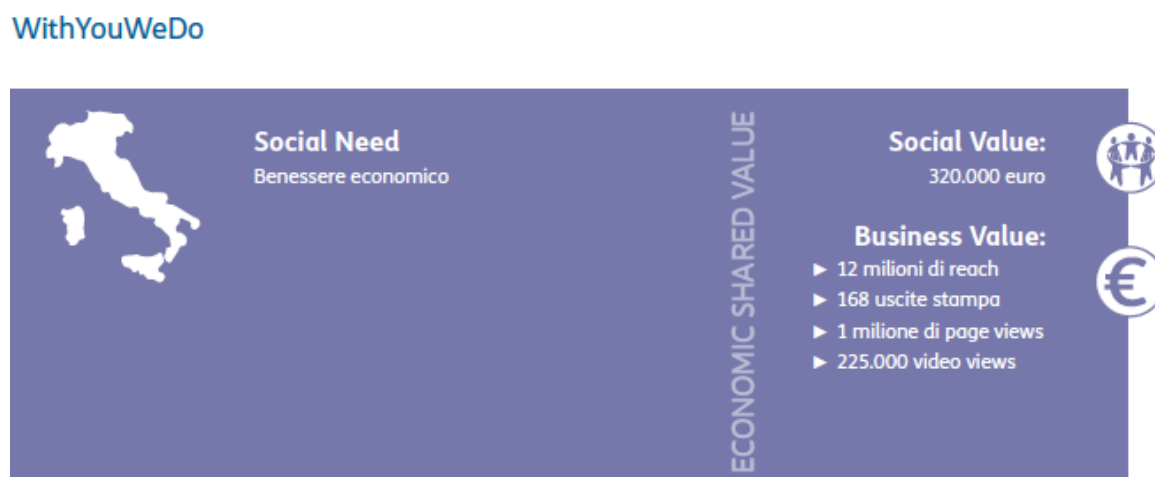 WithYouWeDo
Social Need
Benessere economico
ECONOMIC SHARED VALUE
Social Value:
320.000 euro
Business Value:
► 12 milioni di reach
► 168 uscite stampa
► 1 milione di page views
► 225.000 video views
€